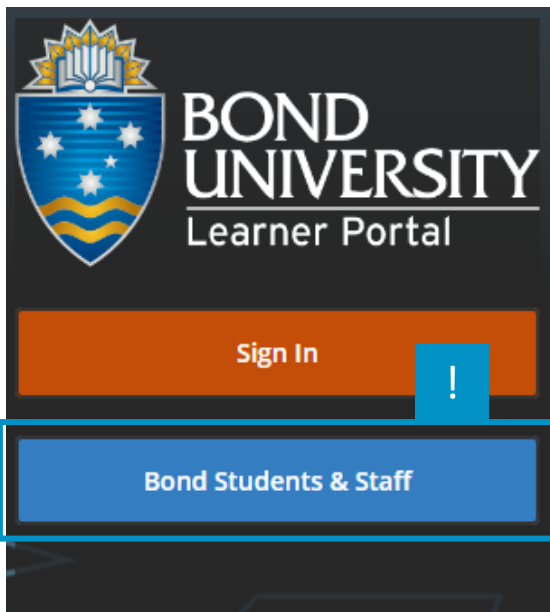 BOND
UNIVERSITY
Learner Portal
Sign In
!
Bond Students & Staff